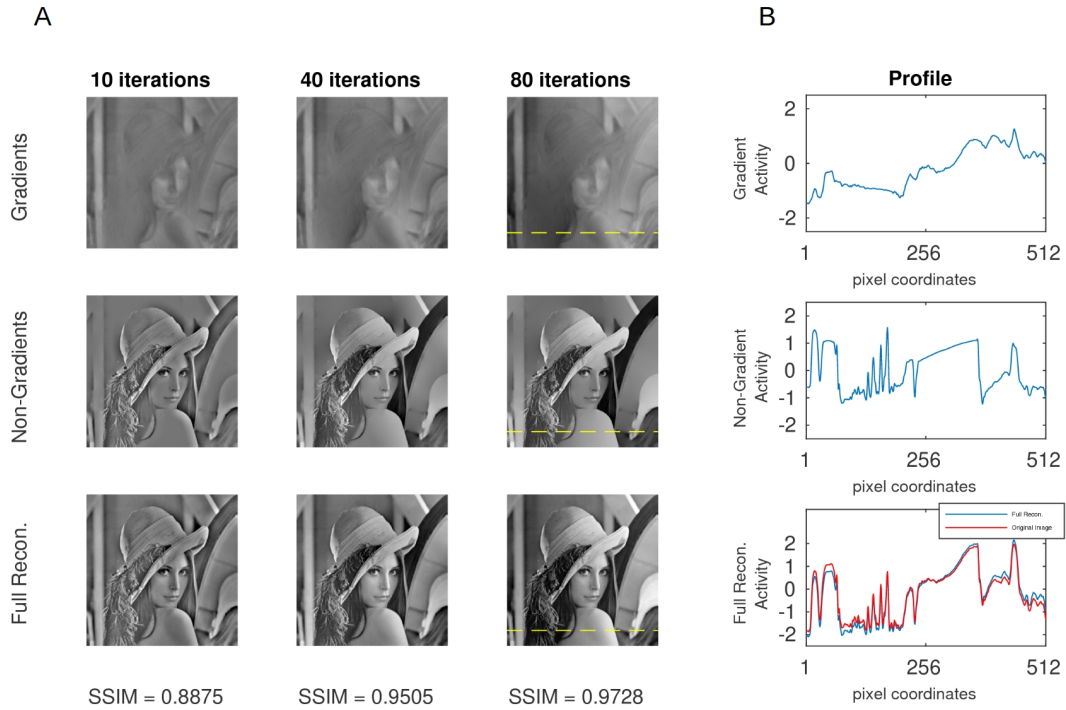 A
B
10 iterations
40 iterations
80 iterations
Profile
Gradients
Non-Gradients
Full Recon.
SSIM = 0.8875
SSIM = 0.9505
SSIM = 0.9728
Gradient
Activity
2
0
-2
1
256
512
pixel coordinates
Non-Gradient
Activity
2
1
0
-1
-2
1
256
512
pixel coordinates
Full Recon.
Activity
Full Recon.
Original Image
2
1
0
-1
-2
1
256
512
pixel coordinates